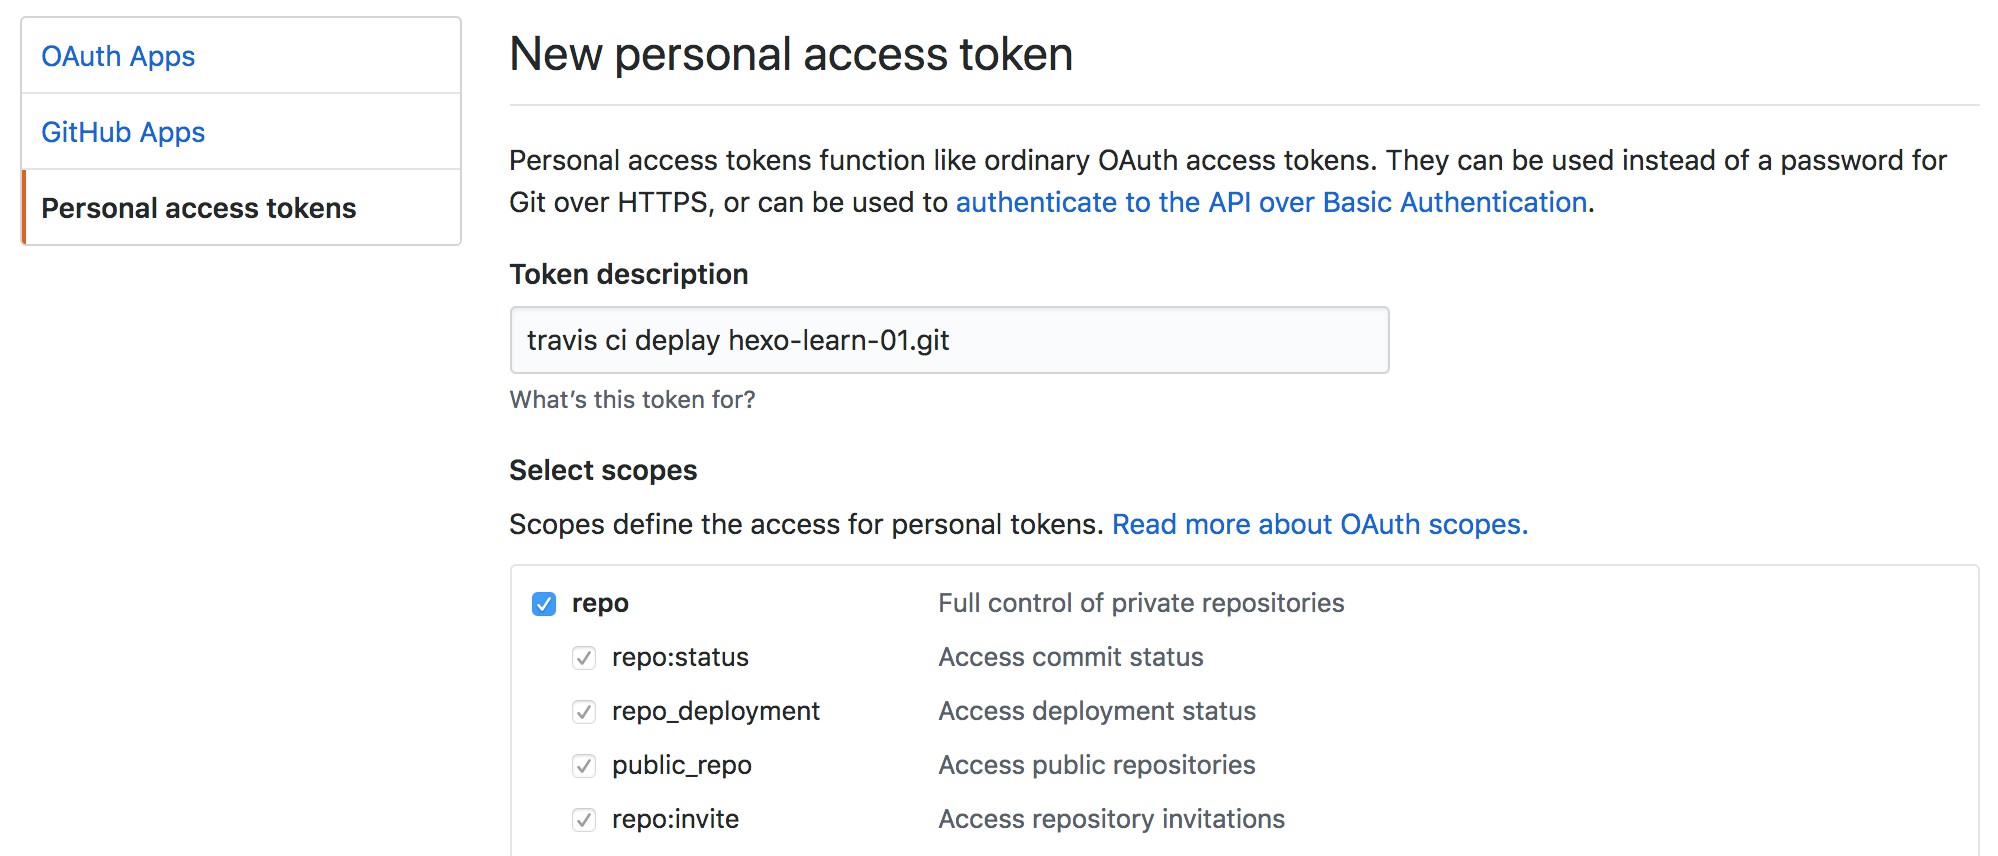 OAuth Apps
GitHub Apps
Personal access tokens
New personal access token
Personal access tokens function like ordinary OAuth access tokens. They can be used instead of a password for
Git over HTTPS, or can be used to authenticate to the API over Basic Authentication.
Token description
travis ci deplay hexo-learn-01.git
What's this token for?
Select scopes
Scopes define the access for personal tokens. Read more about OAuth scopes.
repo Full control of private repositories
repo:status Access commit status
repo_deployment Access deployment status
public_repo Access public repositories
repo:invite Access repository invitations